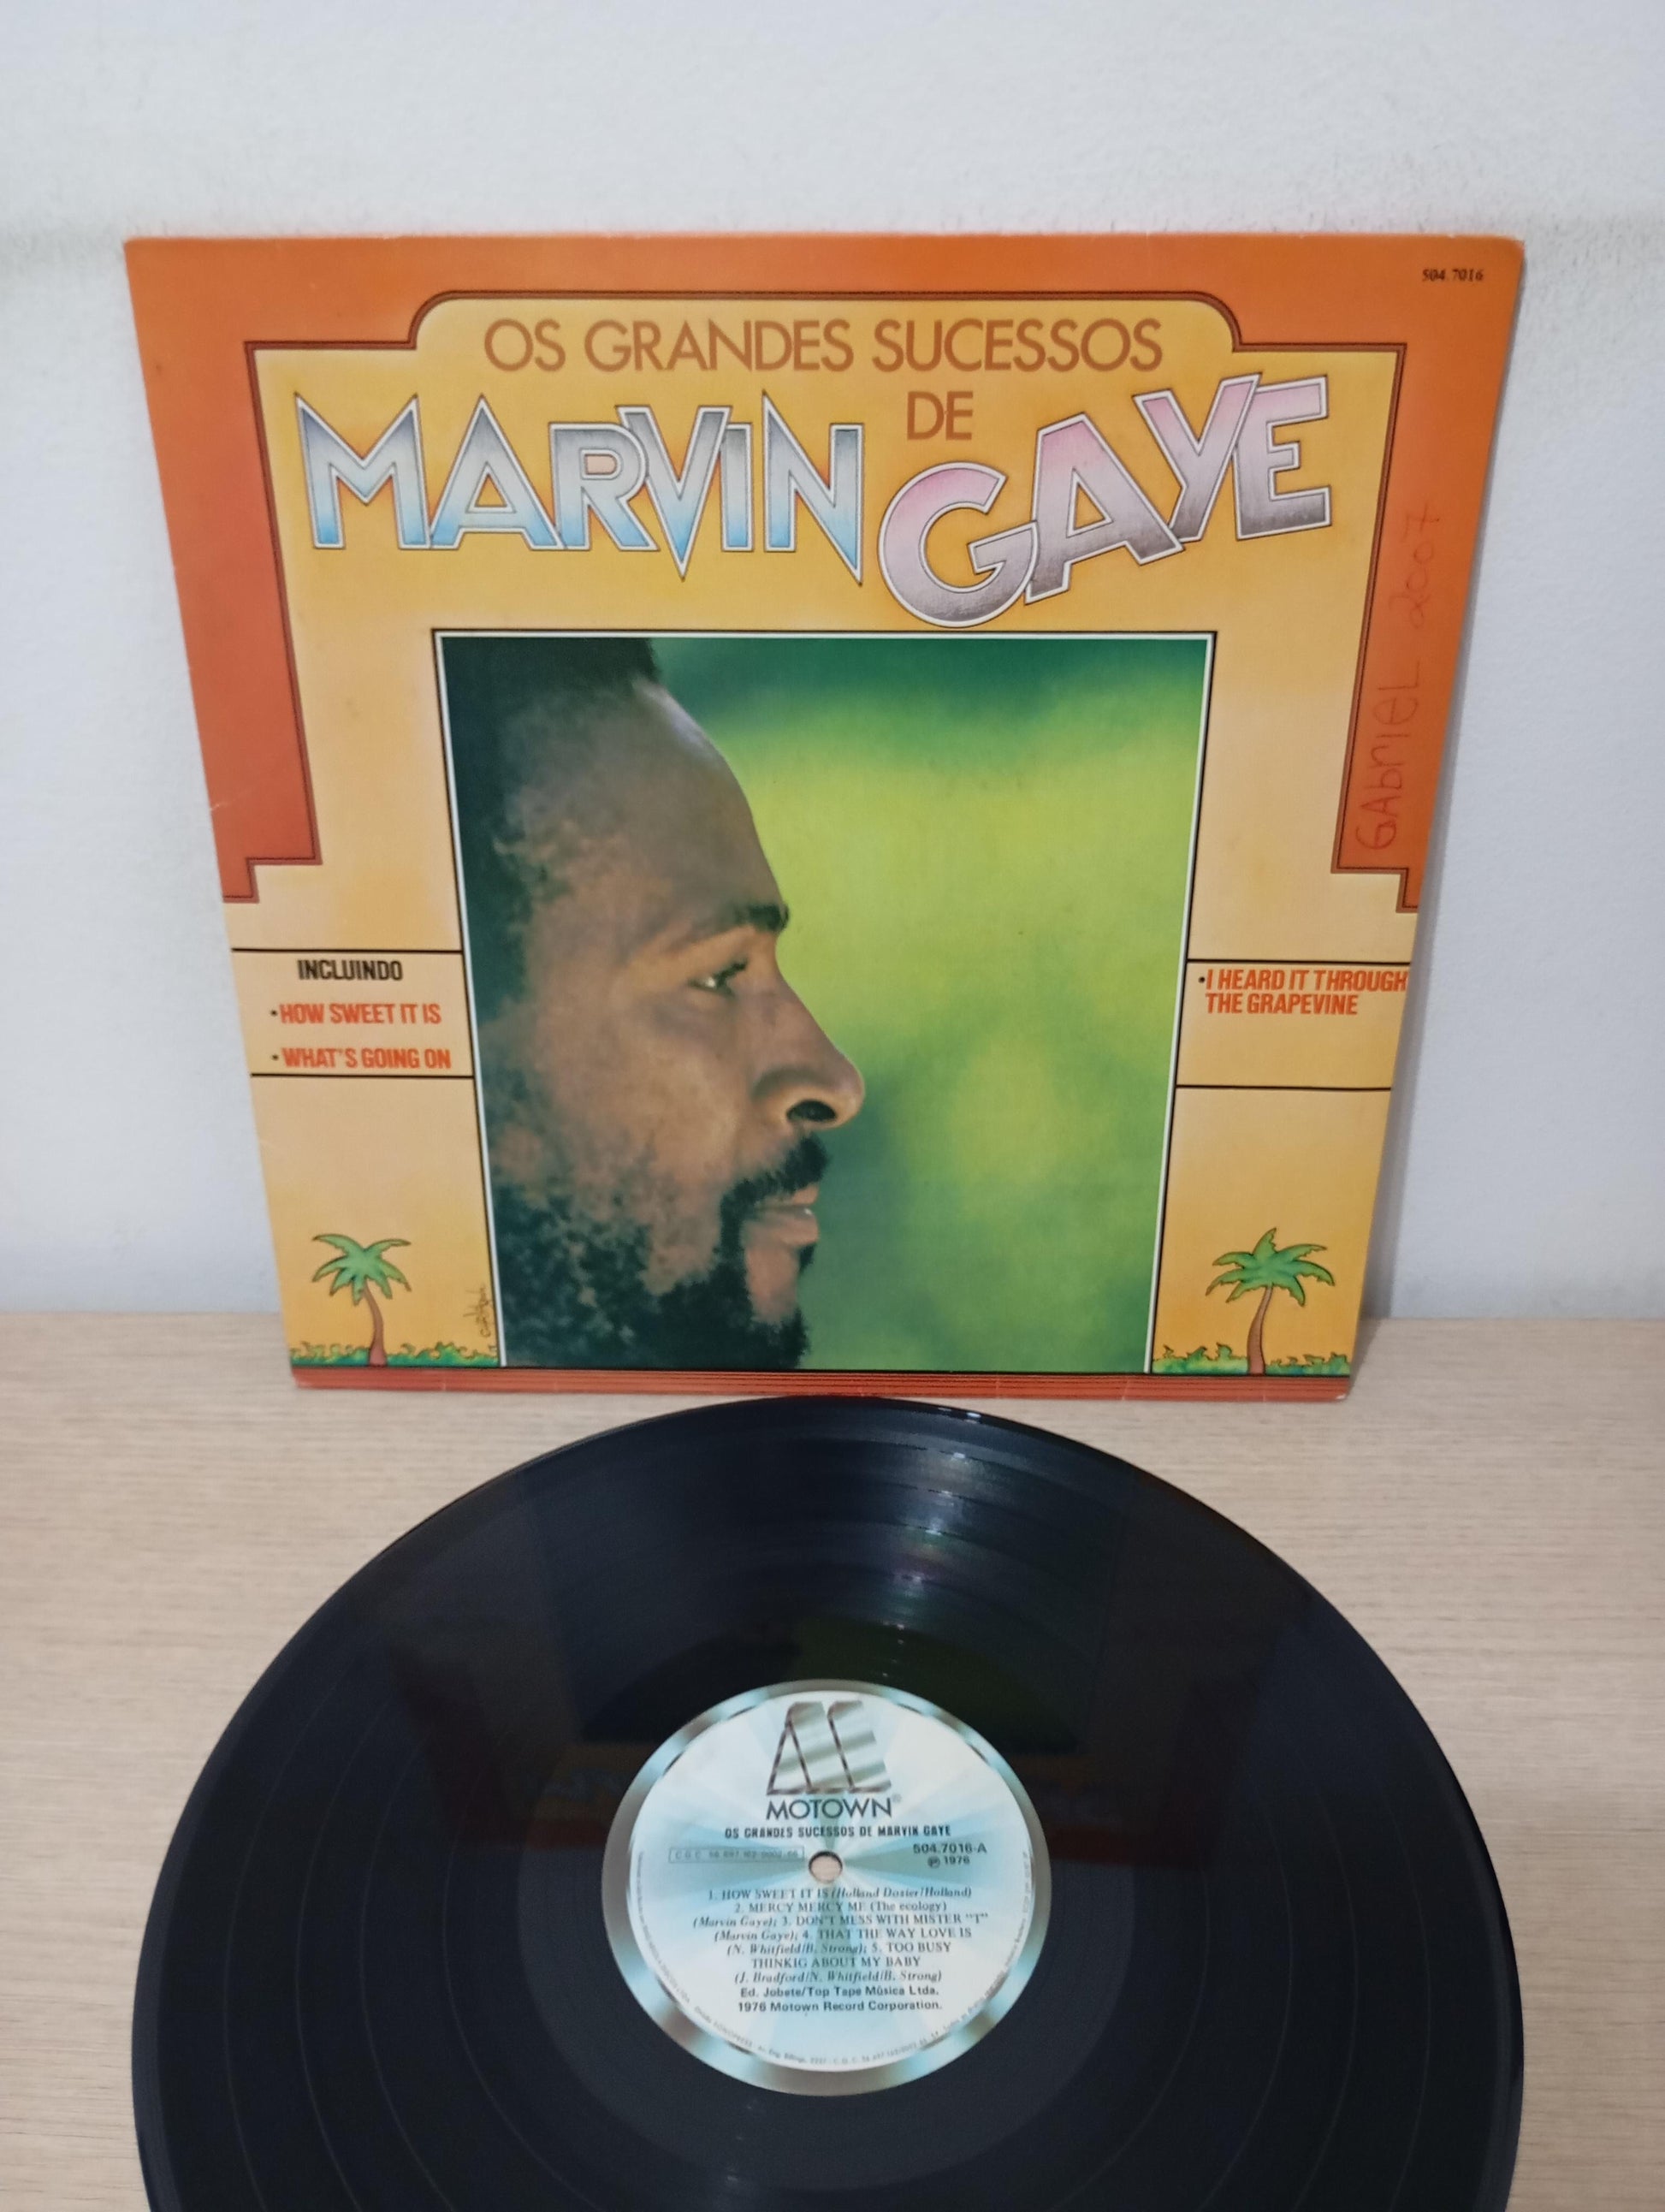 504.7016
OS GRANDES SUCESSOS
DE
MARVIN GAYE
GAbriEL 2007
INCLUINDO
•HOW SWEET IT IS
•WHAT'S GOING ON
•I HEARD IT THROUGH
THE GRAPEVINE
MOTOWN
OS GRANDES SUCESSOS DE MARVIN GAYE
504.7016-A
℗ 1976
1. HOW SWEET IT IS (Holland Dozier/Holland)
2. MERCY MERCY ME (The ecology)
(Marvin Gaye); 3. DON'T MESS WITH MISTER "T"
(Marvin Gaye); 4. THAT THE WAY LOVE IS
(N. Whitfield/B. Strong); 5. TOO BUSY
THINKIG ABOUT MY BABY
(J. Bradford/N. Whitfield/B. Strong)
Ed. Jobete/Top Tape Música Ltda.
1976 Motown Record Corporation.